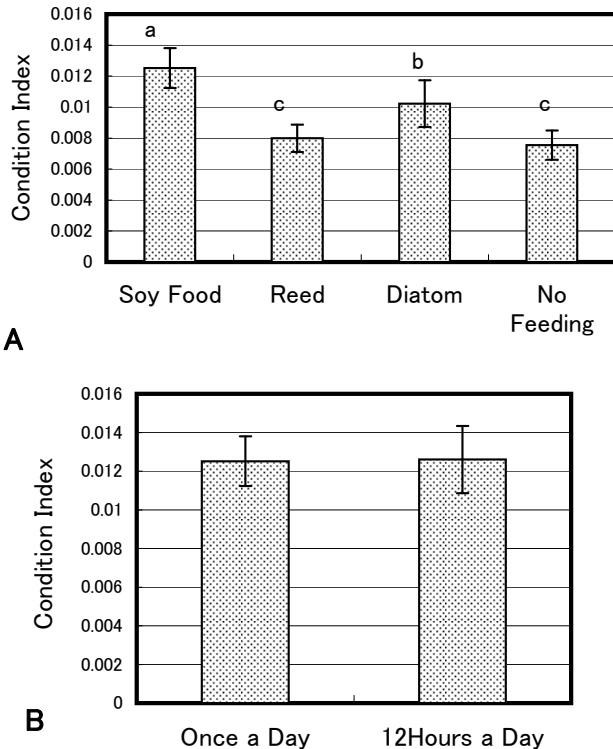 0.016
0.014
0.012
0.01
0.008
0.006
0.004
0.002
0
Condition Index
a
c
b
c
Soy Food Reed Diatom No
Feeding
A
0.016
0.014
0.012
0.01
0.008
0.006
0.004
0.002
0
Condition Index
Once a Day 12Hours a Day
B